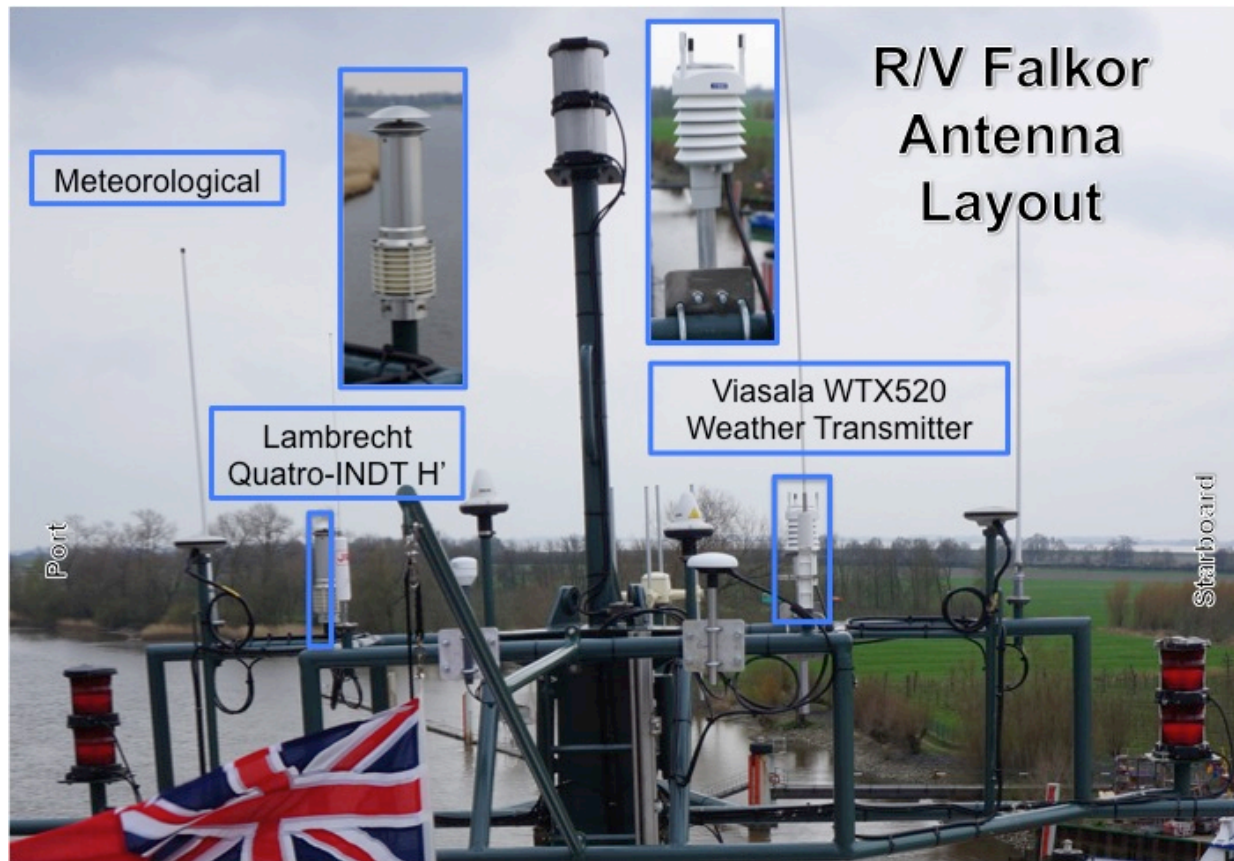 R/V Falkor
Antenna
Layout
Meteorological
Viasala WTX520
Weather Transmitter
Lambrecht
Quatro-INDT H’
Port
Starboard